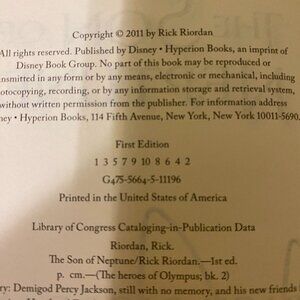 Copyright © 2011 by Rick Riordan
All rights reserved. Published by Disney • Hyperion Books, an imprint of
Disney Book Group. No part of this book may be reproduced or
nsmitted in any form or by any means, electronic or mechanical, including
otocopying, recording, or by any information storage and retrieval system,
without written permission from the publisher. For information address
ney • Hyperion Books, 114 Fifth Avenue, New York, New York 10011-5690.
First Edition
1 3 5 7 9 10 8 6 4 2
G475-5664-5-11196
Printed in the United States of America
Library of Congress Cataloging-in-Publication Data
Riordan, Rick.
The Son of Neptune/Rick Riordan.—1st ed.
p. cm.—(The heroes of Olympus; bk. 2)
ry: Demigod Percy Jackson, still with no memory, and his new friends